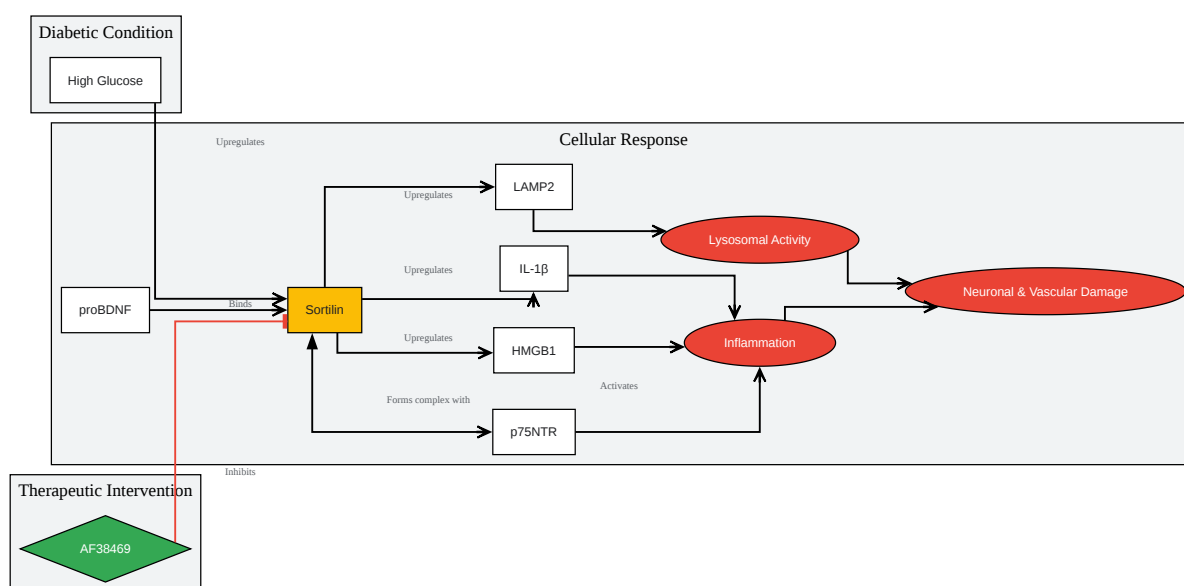 Diabetic Condition
High Glucose
Upregulates
Cellular Response
LAMP2
Upregulates
Lysosomal Activity
IL-1β
Upregulates
Neuronal & Vascular Damage
proBDNF
Binds
Sortilin
Upregulates
HMGB1
Inflammation
Activates
Forms complex with
p75NTR
Inhibits
Therapeutic Intervention
AF38469